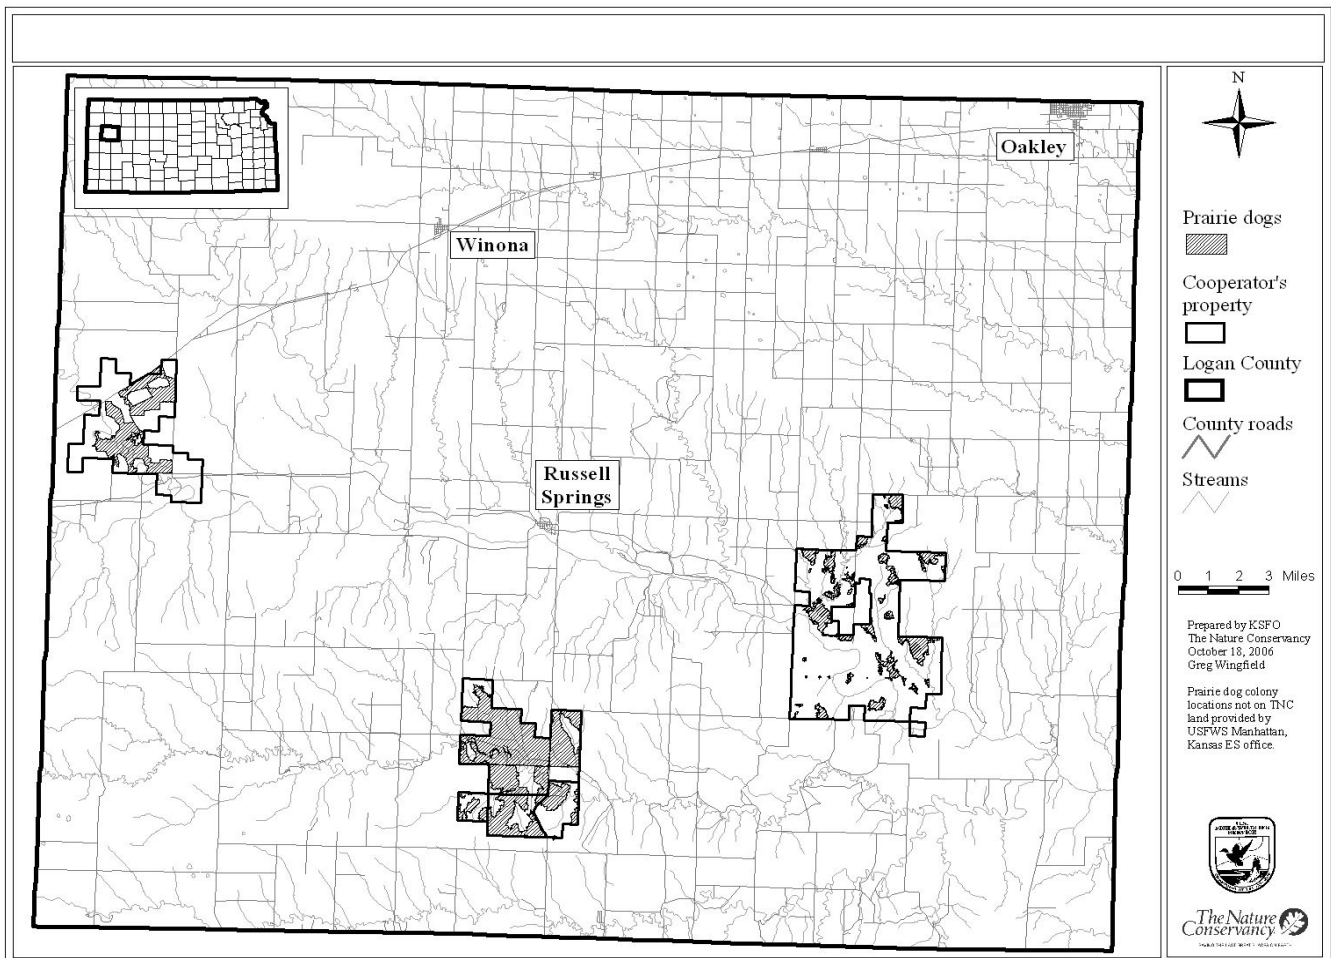 Oakley
Winona
Russell
Springs
N
Prairie dogs
Cooperator's
property
Logan County
County roads
Streams
0 1 2 3 Miles
Prepared by KSFO
The Nature Conservancy
October 18, 2006
Greg Wingfield
Prairie dog colony
locations not on TNC
land provided by
USFWS Manhattan,
Kansas ES office.
The Nature
Conservancy